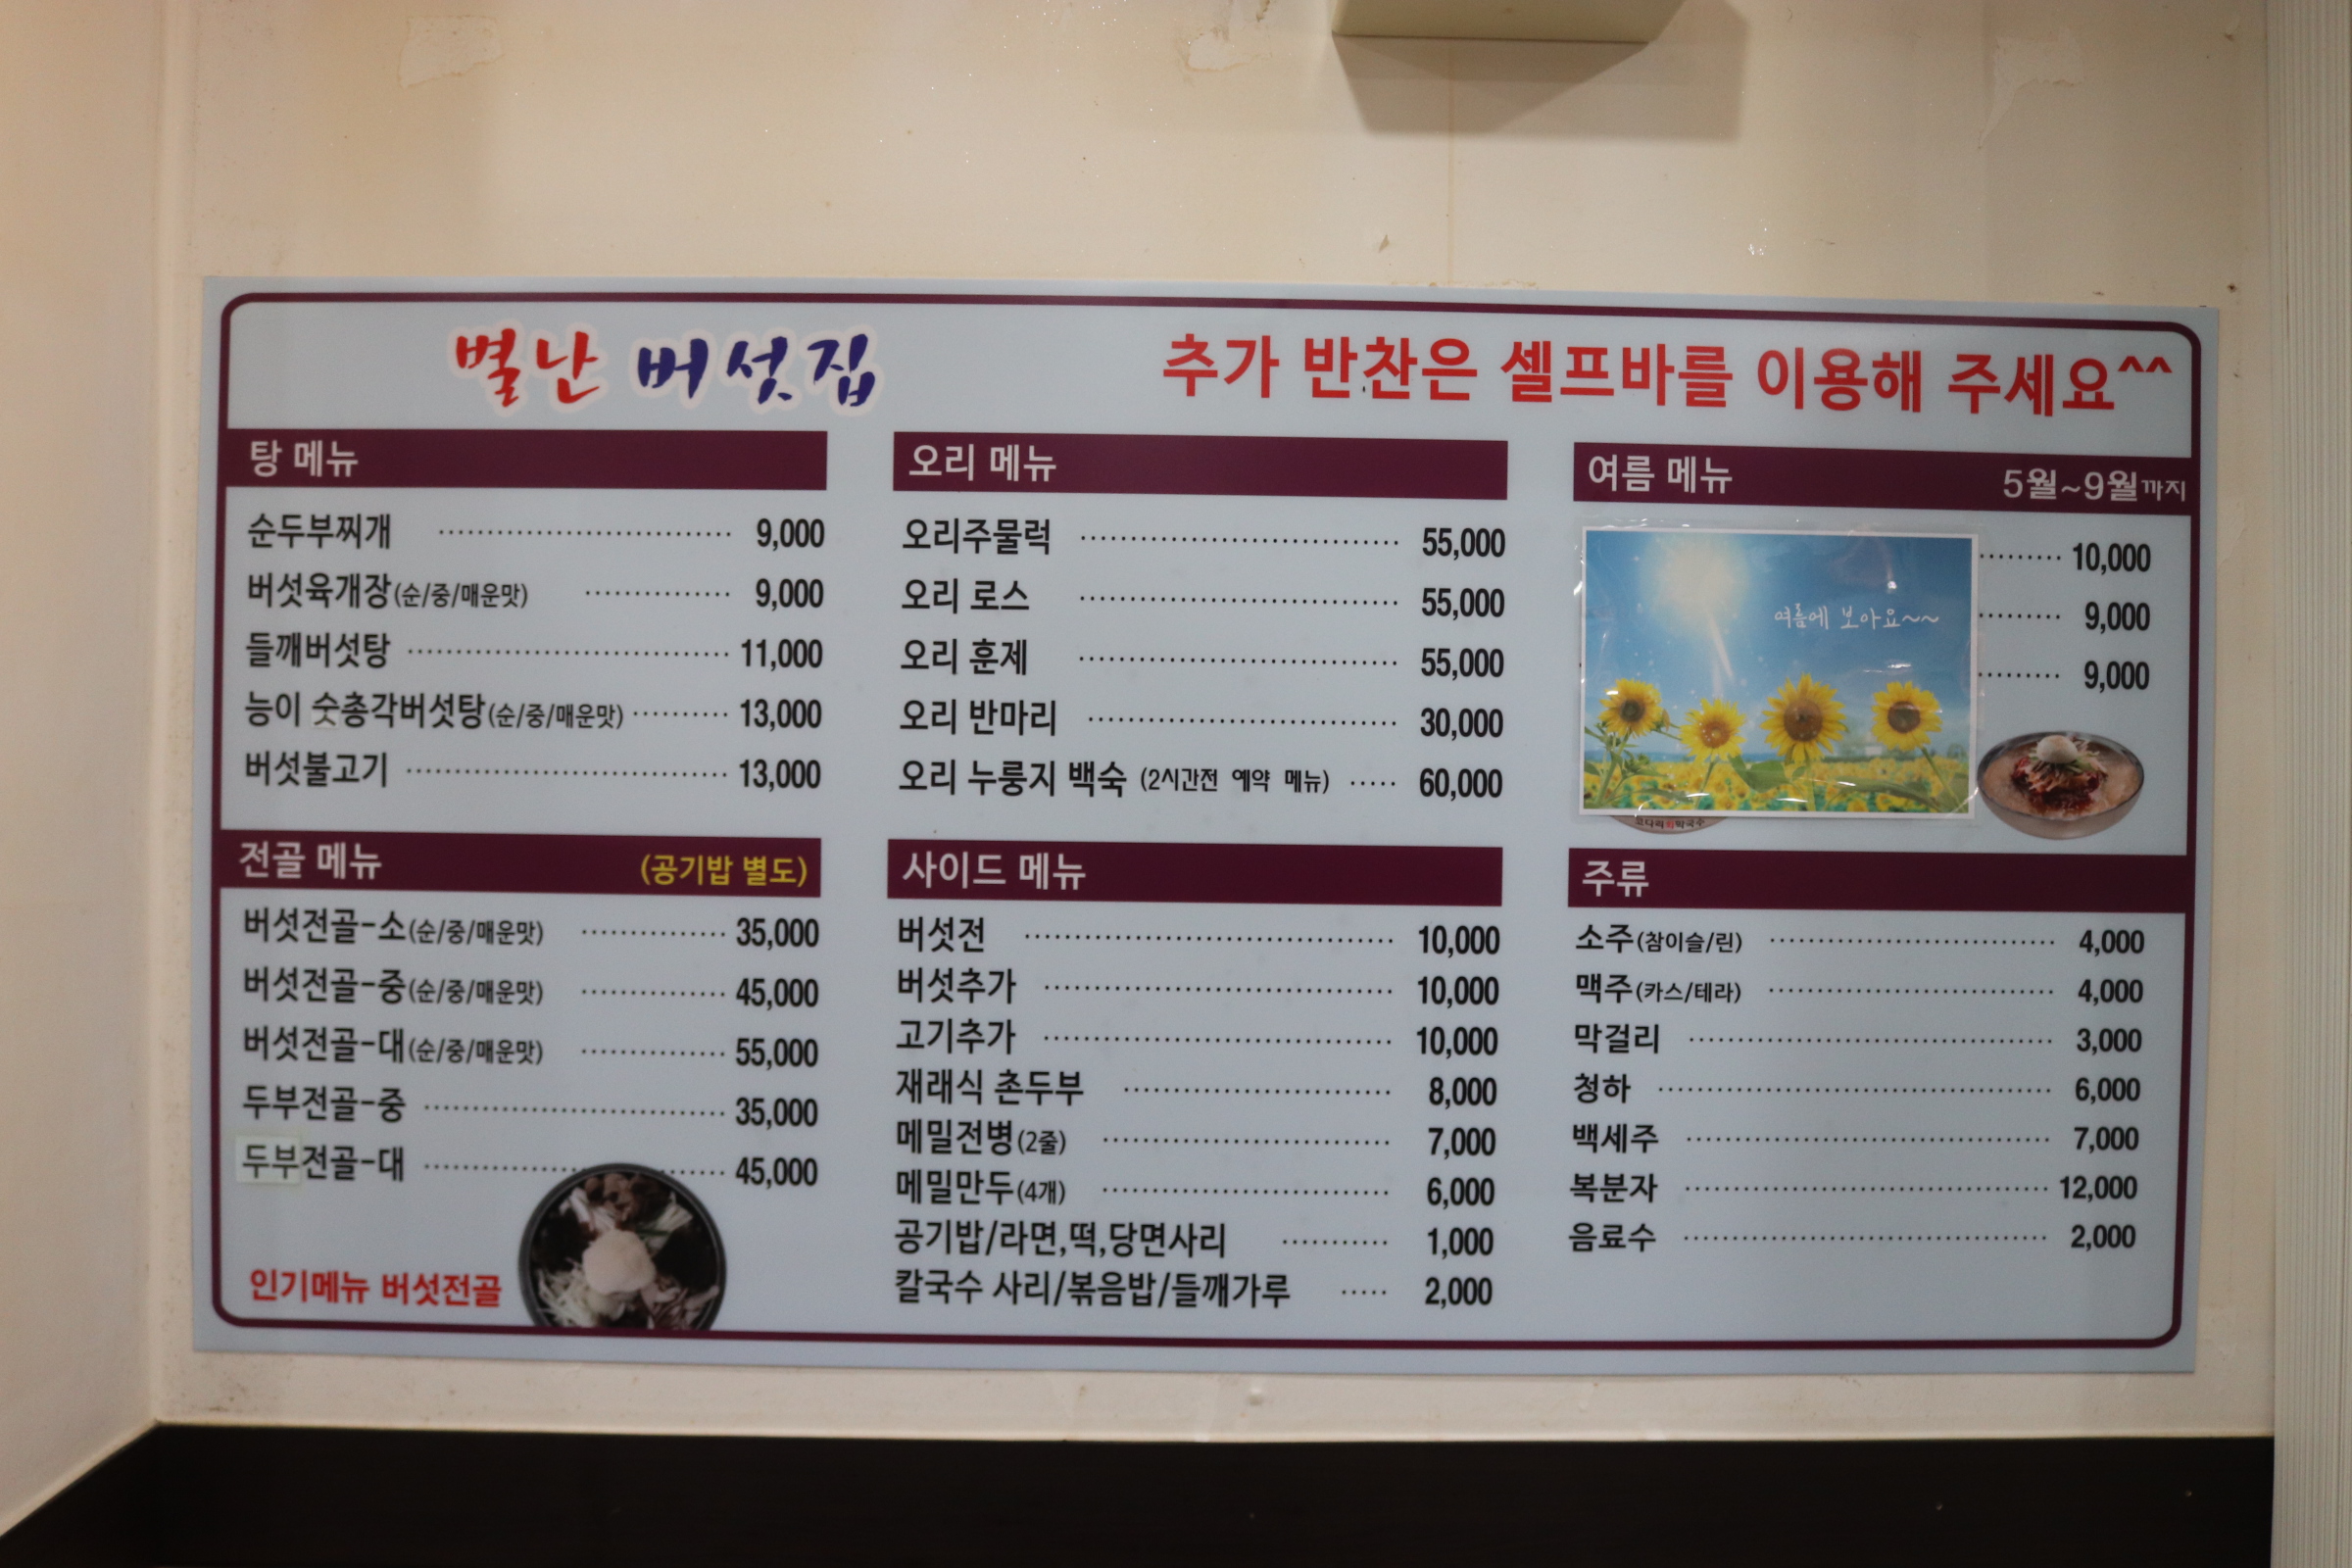 별난 버섯집
추가 반찬은 셀프바를 이용해 주세요^^
탕 메뉴
순두부찌개 9,000
버섯육개장(순/중/매운맛) 9,000
들깨버섯탕 11,000
능이 숫총각버섯탕(순/중/매운맛) 13,000
버섯불고기 13,000
전골 메뉴 (공기밥 별도)
버섯전골-소(순/중/매운맛) 35,000
버섯전골-중(순/중/매운맛) 45,000
버섯전골-대(순/중/매운맛) 55,000
두부전골-중 35,000
두부전골-대 45,000
인기메뉴 버섯전골
오리 메뉴
오리주물럭 55,000
오리 로스 55,000
오리 훈제 55,000
오리 반마리 30,000
오리 누룽지 백숙 (2시간전 예약 메뉴) 60,000
사이드 메뉴
버섯전 10,000
버섯추가 10,000
고기추가 10,000
재래식 촌두부 8,000
메밀전병(2줄) 7,000
메밀만두(4개) 6,000
공기밥/라면,떡,당면사리 1,000
칼국수 사리/볶음밥/들깨가루 2,000
여름 메뉴 5월~9월까지
10,000
여름에 보아요~~
9,000
9,000
코다리회막국수
주류
소주(참이슬/린) 4,000
맥주(카스/테라) 4,000
막걸리 3,000
청하 6,000
백세주 7,000
복분자 12,000
음료수 2,000